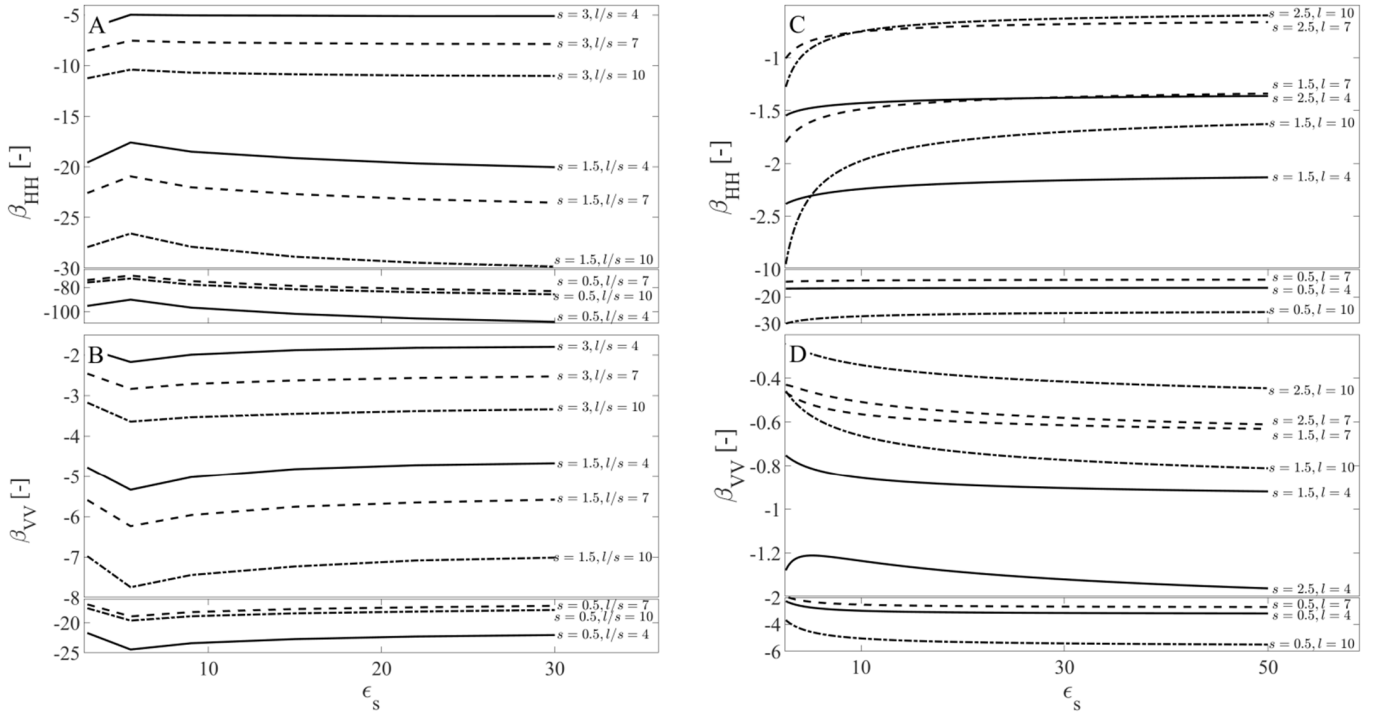 A
-5
-10
-20
-25
-30
-80
-100
β_HH [-]
s = 3, l/s = 4
s = 3, l/s = 7
s = 3, l/s = 10
s = 1.5, l/s = 4
s = 1.5, l/s = 7
s = 1.5, l/s = 10
s = 0.5, l/s = 7
s = 0.5, l/s = 10
s = 0.5, l/s = 4
B
-2
-3
-4
-5
-6
-7
-8
-20
-25
β_VV [-]
s = 3, l/s = 4
s = 3, l/s = 7
s = 3, l/s = 10
s = 1.5, l/s = 4
s = 1.5, l/s = 7
s = 1.5, l/s = 10
s = 0.5, l/s = 7
s = 0.5, l/s = 10
s = 0.5, l/s = 4
10
20
30
ϵ_s
C
-1
-1.5
-2
-2.5
-10
-20
-30
β_HH [-]
s = 2.5, l = 10
s = 2.5, l = 7
s = 1.5, l = 7
s = 2.5, l = 4
s = 1.5, l = 10
s = 1.5, l = 4
s = 0.5, l = 7
s = 0.5, l = 4
s = 0.5, l = 10
D
-0.4
-0.6
-0.8
-1
-1.2
-2
-4
-6
β_VV [-]
s = 2.5, l = 10
s = 2.5, l = 7
s = 1.5, l = 7
s = 1.5, l = 10
s = 1.5, l = 4
s = 2.5, l = 4
s = 0.5, l = 7
s = 0.5, l = 4
s = 0.5, l = 10
10
30
50
ϵ_s